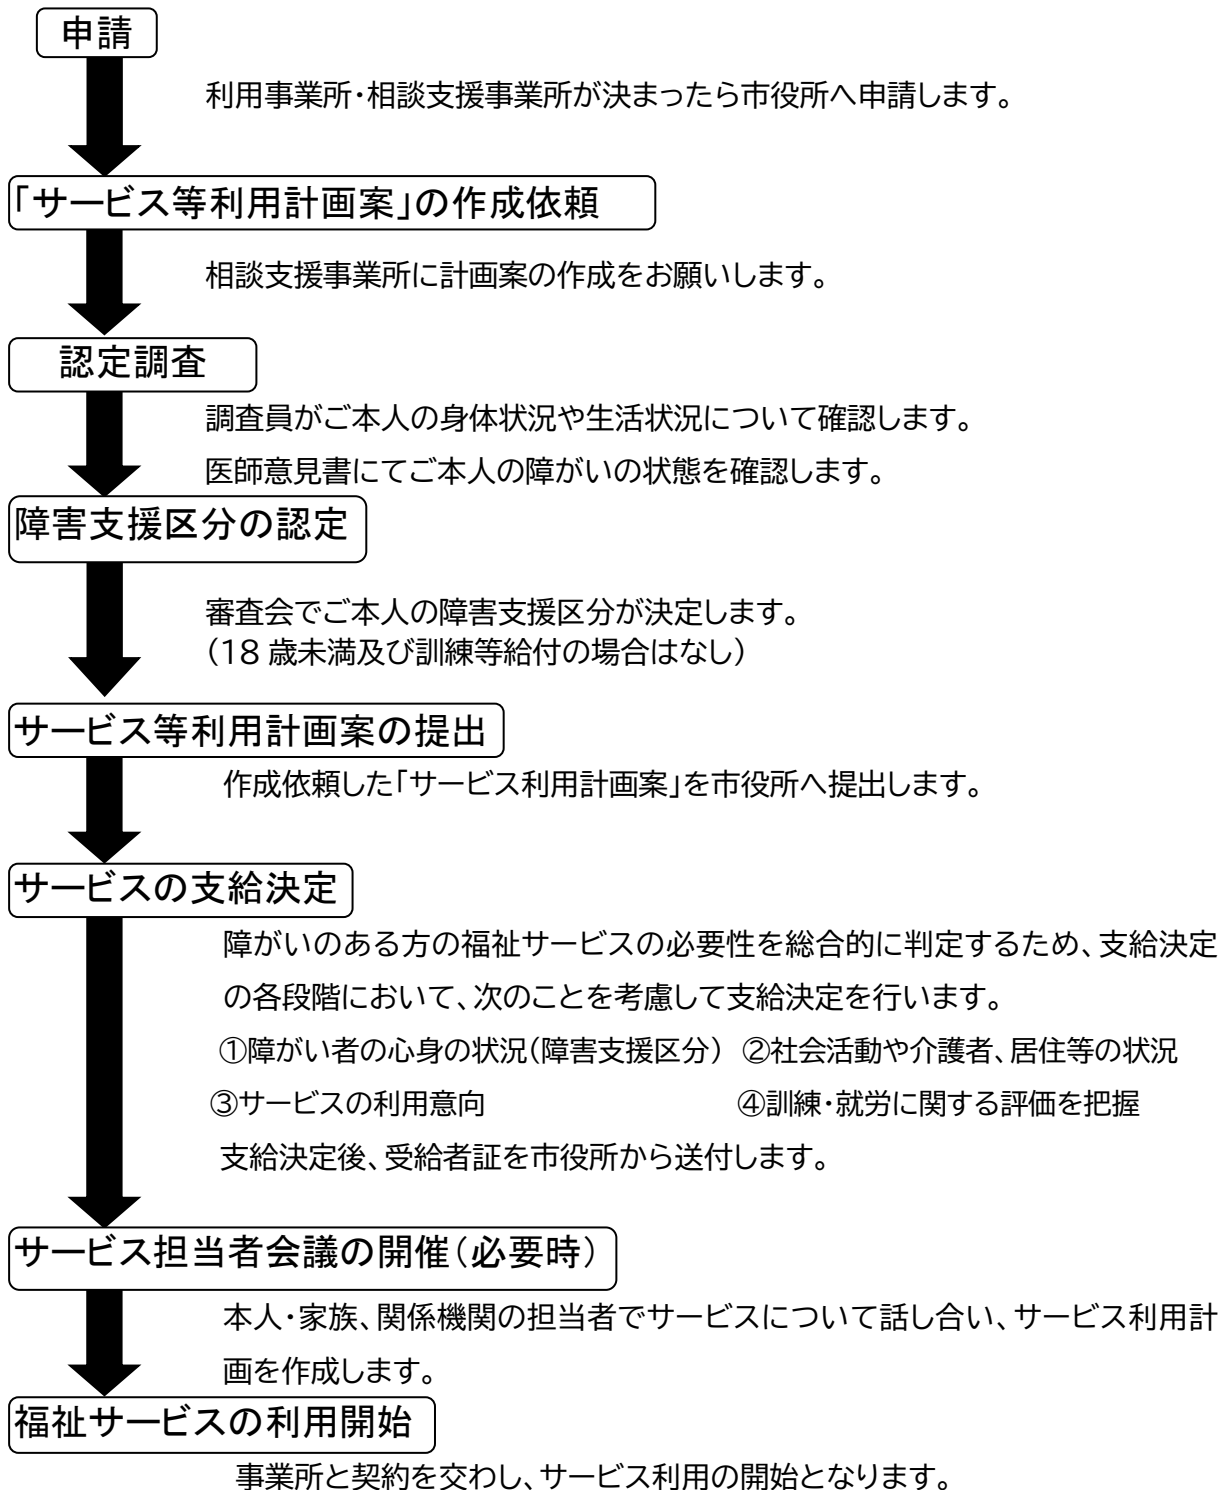 申請
利用事業所・相談支援事業所が決まったら市役所へ申請します。
「サービス等利用計画案」の作成依頼
相談支援事業所に計画案の作成をお願いします。
認定調査
調査員がご本人の身体状況や生活状況について確認します。
医師意見書にてご本人の障がいの状態を確認します。
障害支援区分の認定
審査会でご本人の障害支援区分が決定します。
（18 歳未満及び訓練等給付の場合はなし）
サービス等利用計画案の提出
作成依頼した「サービス利用計画案」を市役所へ提出します。
サービスの支給決定
障がいのある方の福祉サービスの必要性を総合的に判定するため、支給決定
の各段階において、次のことを考慮して支給決定を行います。
①障がい者の心身の状況（障害支援区分） ②社会活動や介護者、居住等の状況
③サービスの利用意向 ④訓練・就労に関する評価を把握
支給決定後、受給者証を市役所から送付します。
サービス担当者会議の開催（必要時）
本人・家族、関係機関の担当者でサービスについて話し合い、サービス利用計
画を作成します。
福祉サービスの利用開始
事業所と契約を交わし、サービス利用の開始となります。